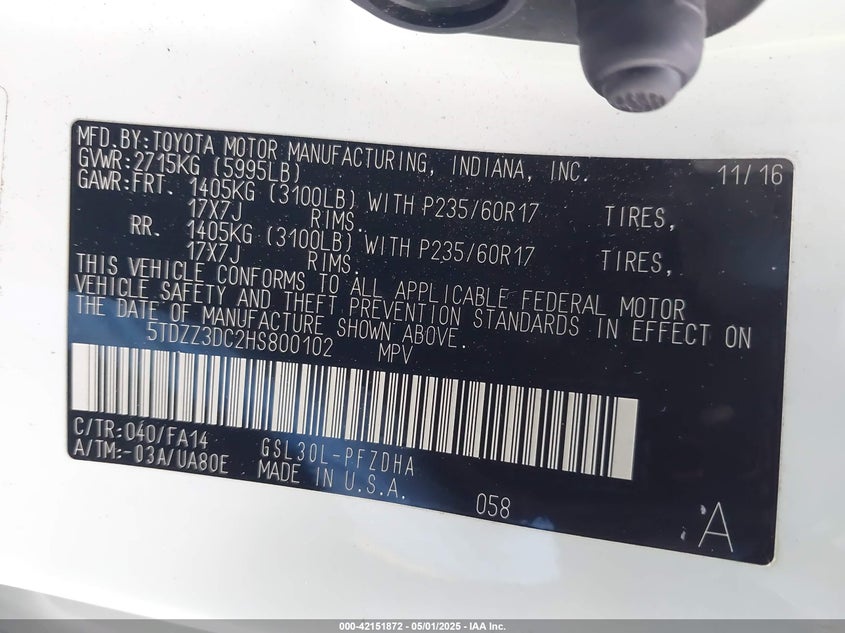 MFD.BY:TOYOTA MOTOR MANUFACTURING, INDIANA, INC. 11/16
GVWR:2715KG (5995LB)
GAWR:FRT. 1405KG (3100LB) WITH P235/60R17 TIRES,
17X7J RIMS.
RR. 1405KG (3100LB) WITH P235/60R17 TIRES,
17X7J RIMS.
THIS VEHICLE CONFORMS TO ALL APPLICABLE FEDERAL MOTOR
VEHICLE SAFETY AND THEFT PREVENTION STANDARDS IN EFFECT ON
THE DATE OF MANUFACTURE SHOWN ABOVE.
5TDZZ3DC2HS800102 MPV
C/TR:040/FA14 GSL30L-PFZDHA
A/TM:-03A/UA80E MADE IN U.S.A.
058
A
000-42151872 — 05/01/2025 — IAA Inc.